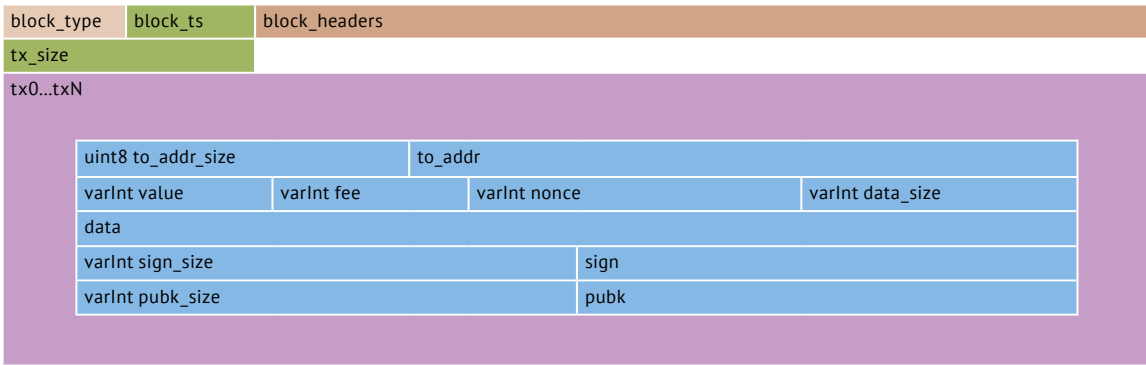 block_type block_ts block_headers
tx_size
tx0...txN
uint8 to_addr_size to_addr
varInt value varInt fee varInt nonce varInt data_size
data
varInt sign_size sign
varInt pubk_size pubk